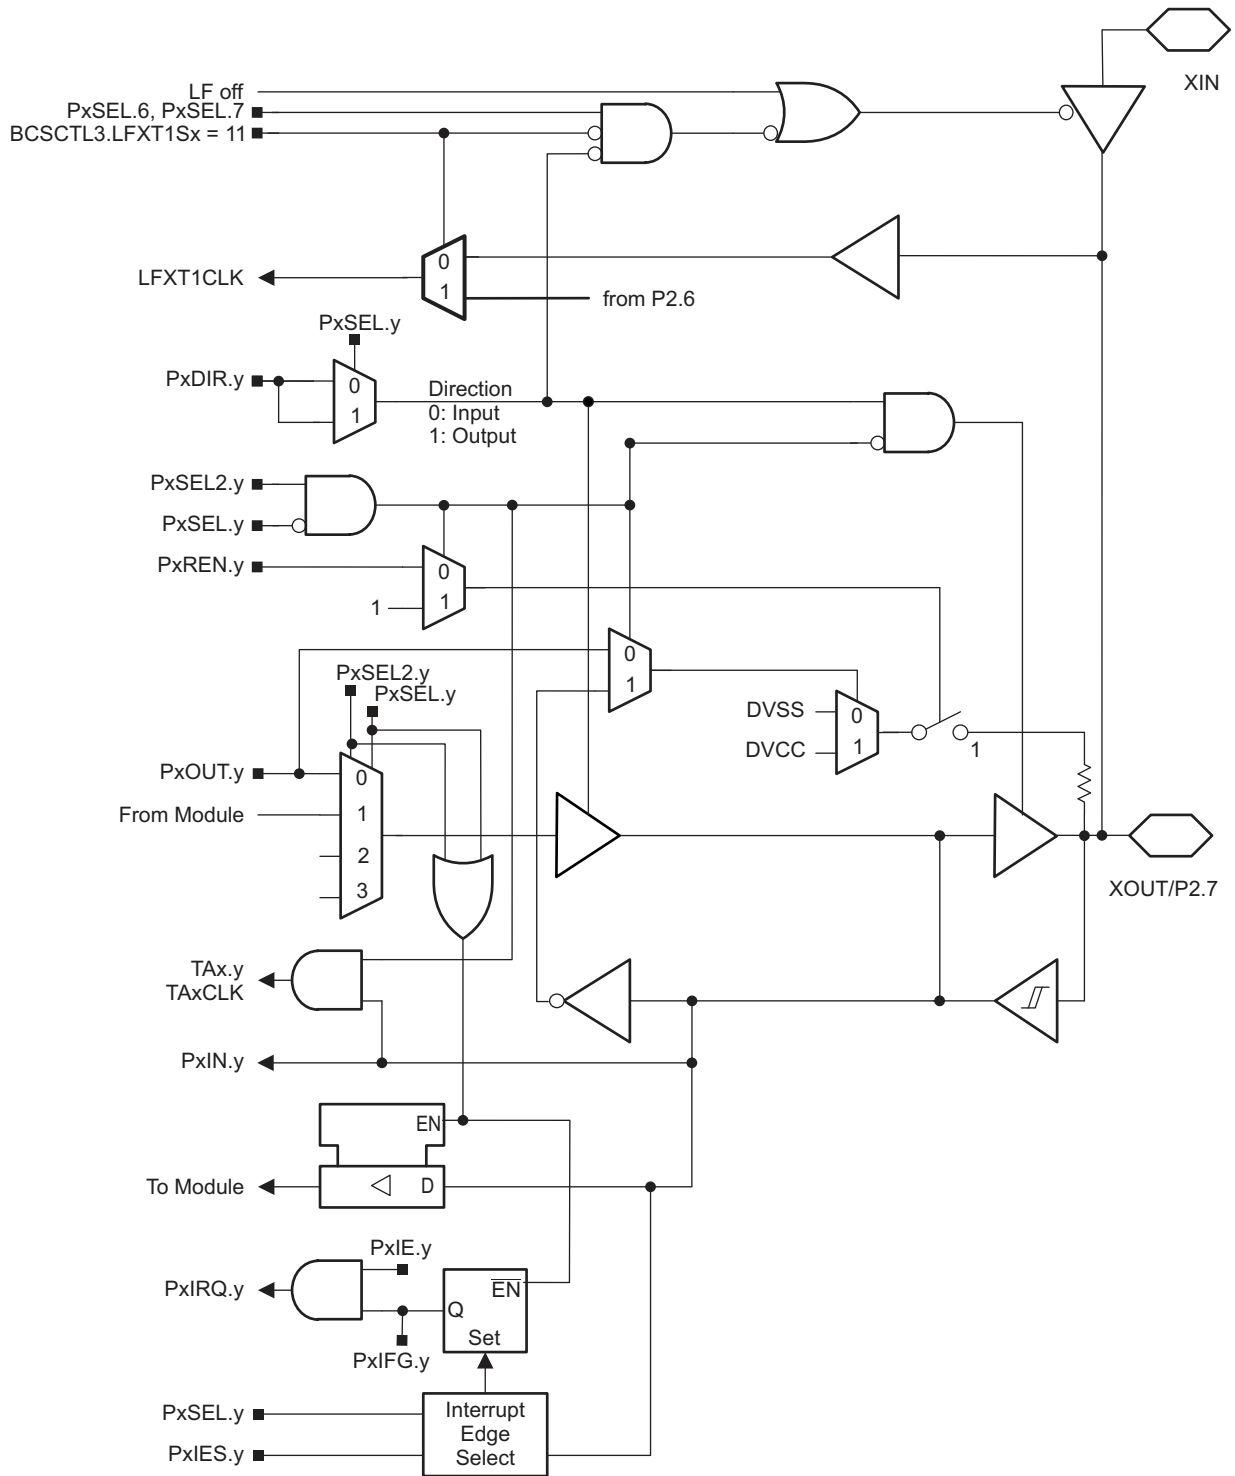 XIN
LF off
PxSEL.6, PxSEL.7
BCSCTL3.LFXT1Sx = 11
0
LFXT1CLK
1
from P2.6
PxSEL.y
PxDIR.y
0
1
Direction
0: Input
1: Output
PxSEL2.y
PxSEL.y
PxREN.y
0
1
1
0
1
PxSEL2.y
PxSEL.y
DVSS
DVCC
0
1
1
PxOUT.y
From Module
0
1
2
3
XOUT/P2.7
TAx.y
TAxCLK
PxIN.y
EN
To Module
D
PxIE.y
PxIRQ.y
EN
Q
Set
PxIFG.y
PxSEL.y
PxIES.y
Interrupt
Edge
Select